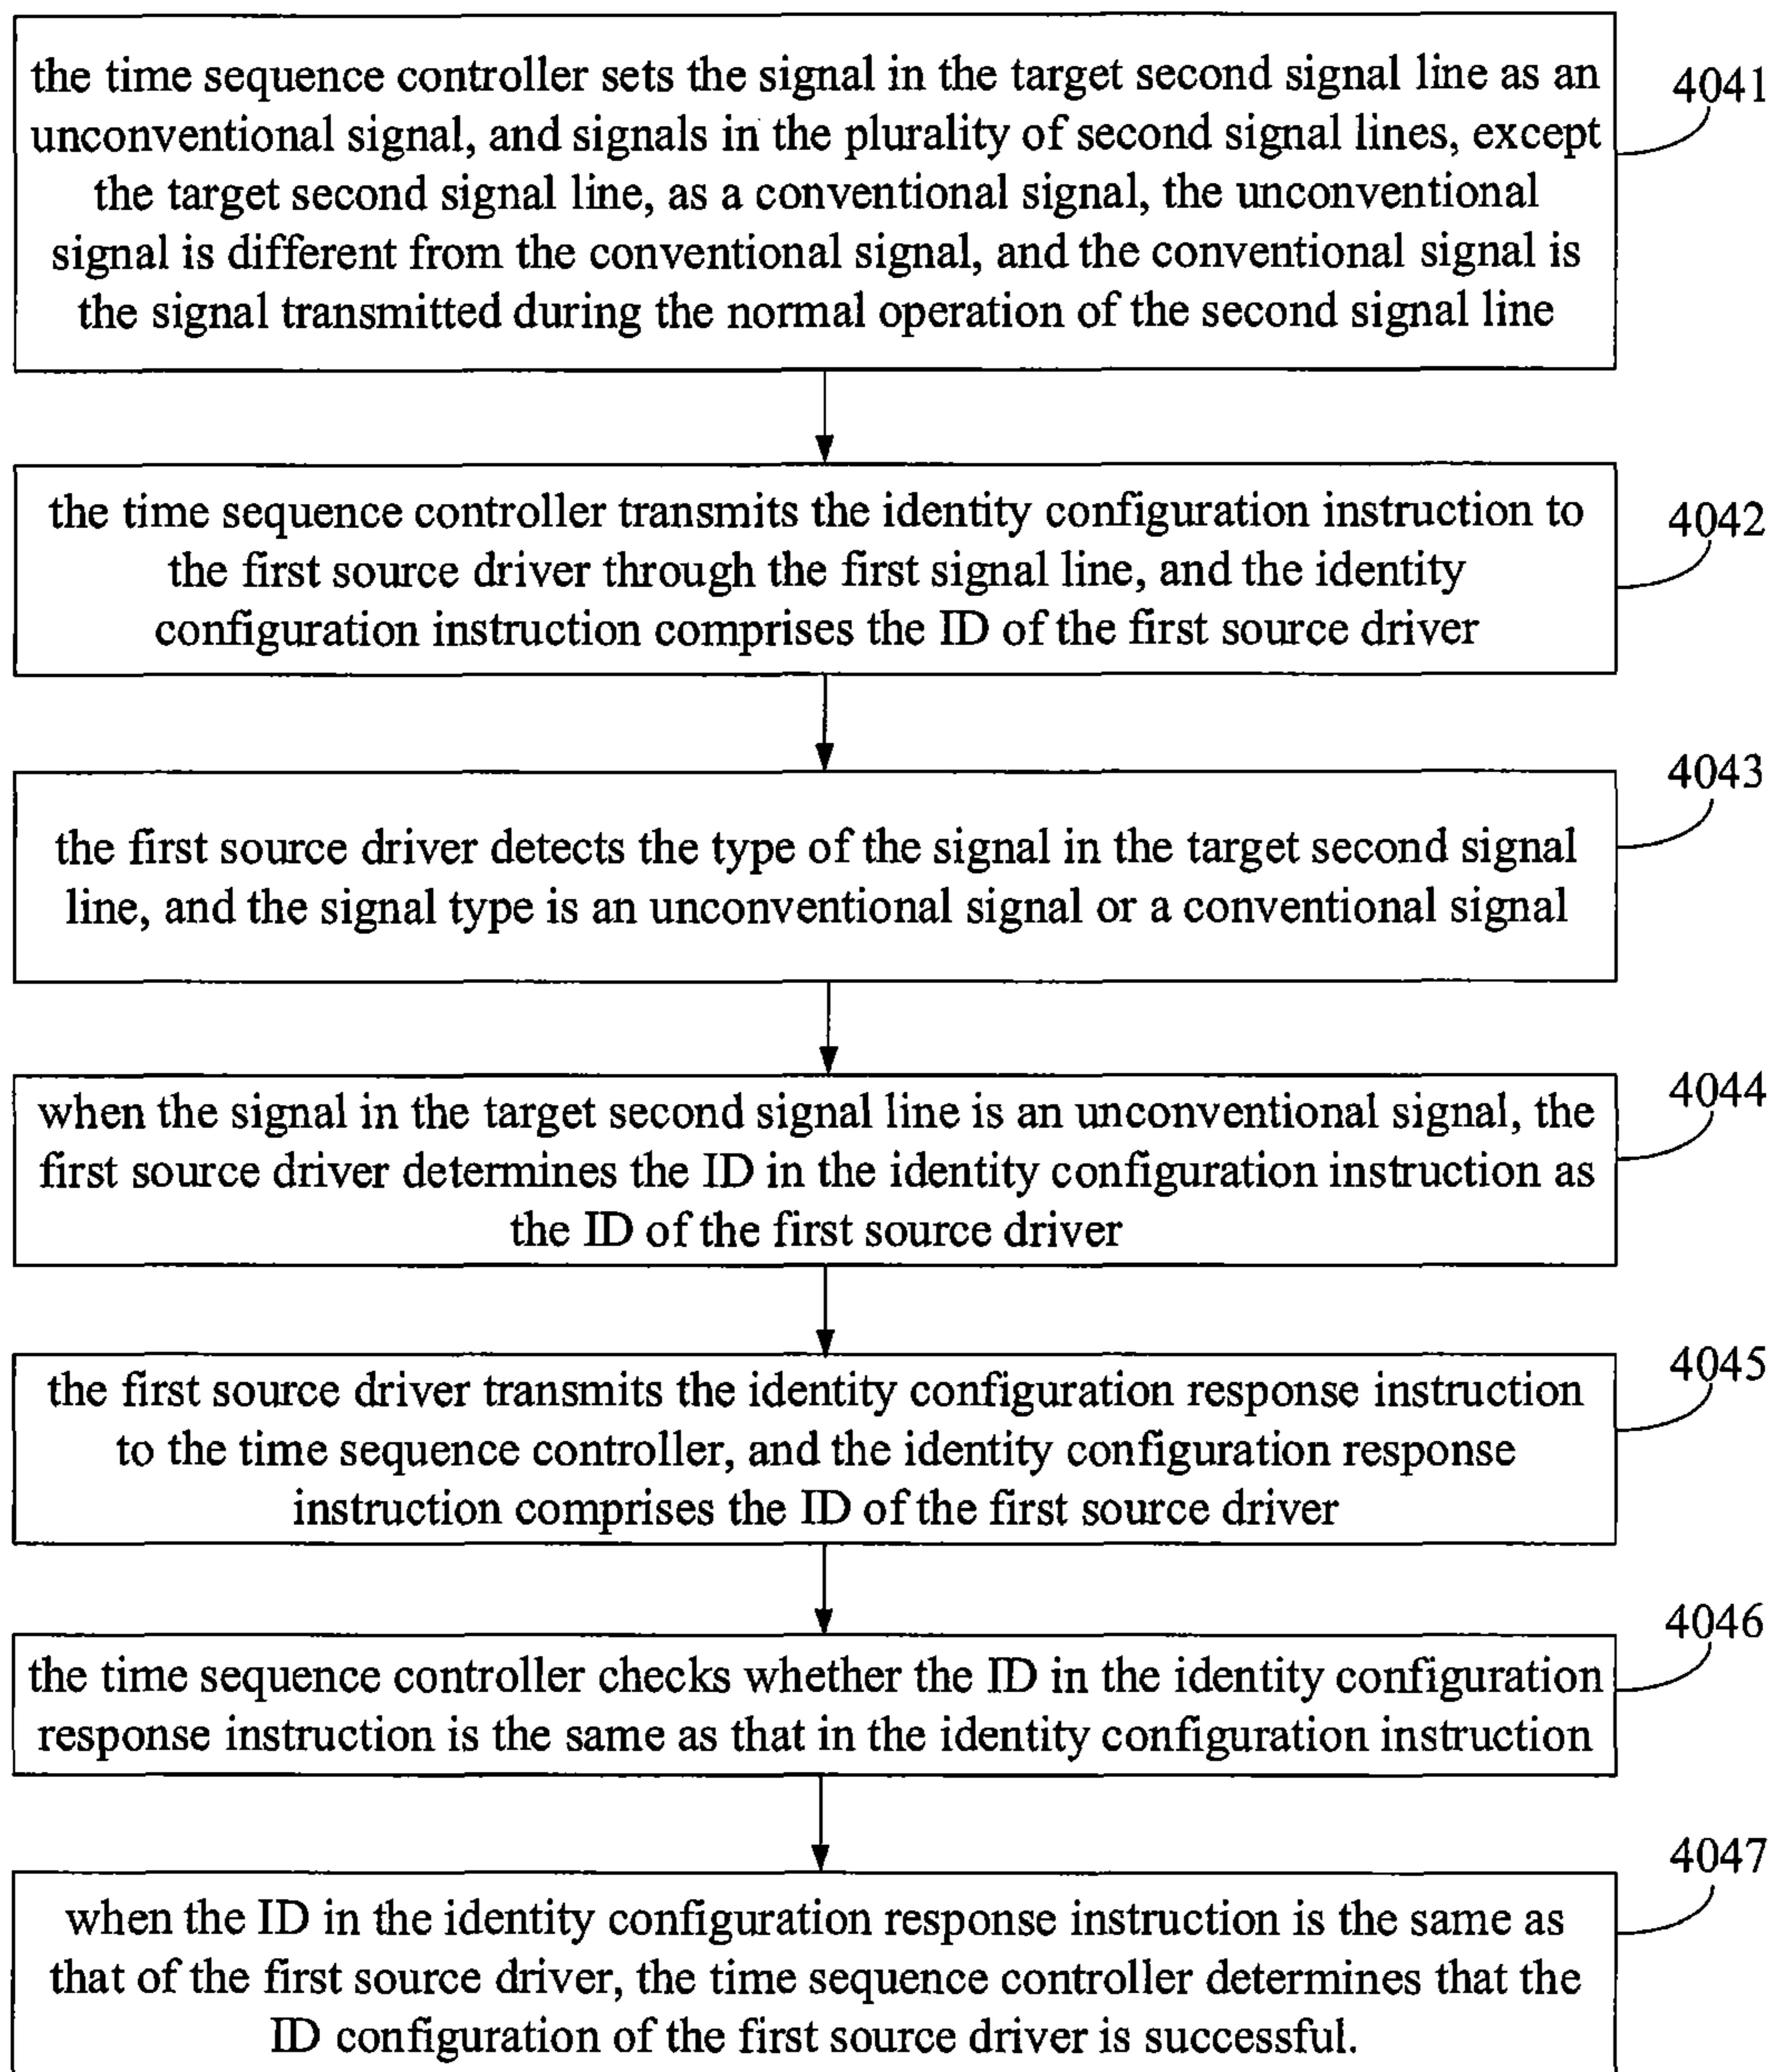 the time sequence controller sets the signal in the target second signal line as an
unconventional signal, and signals in the plurality of second signal lines, except
the target second signal line, as a conventional signal, the unconventional
signal is different from the conventional signal, and the conventional signal is
the signal transmitted during the normal operation of the second signal line
4041
the time sequence controller transmits the identity configuration instruction to
the first source driver through the first signal line, and the identity
configuration instruction comprises the ID of the first source driver
4042
the first source driver detects the type of the signal in the target second signal
line, and the signal type is an unconventional signal or a conventional signal
4043
when the signal in the target second signal line is an unconventional signal, the
first source driver determines the ID in the identity configuration instruction as
the ID of the first source driver
4044
the first source driver transmits the identity configuration response instruction
to the time sequence controller, and the identity configuration response
instruction comprises the ID of the first source driver
4045
the time sequence controller checks whether the ID in the identity configuration
response instruction is the same as that in the identity configuration instruction
4046
when the ID in the identity configuration response instruction is the same as
that of the first source driver, the time sequence controller determines that the
ID configuration of the first source driver is successful.
4047